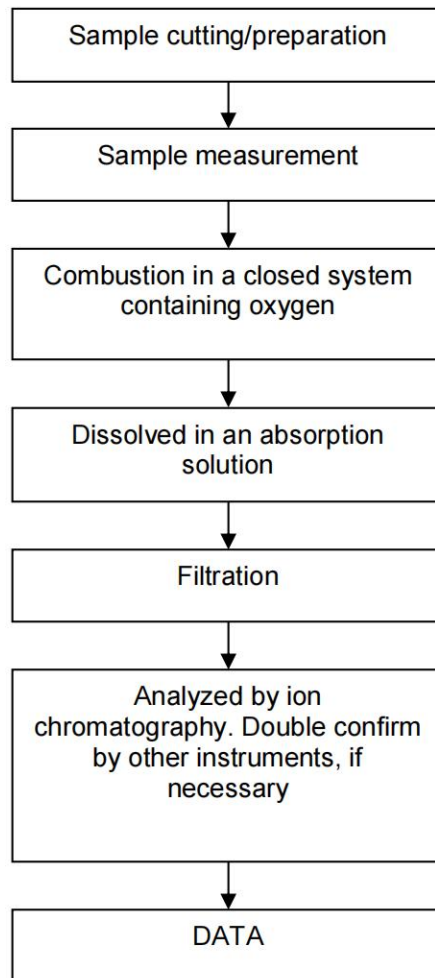 Sample cutting/preparation
Sample measurement
Combustion in a closed system
containing oxygen
Dissolved in an absorption
solution
Filtration
Analyzed by ion
chromatography. Double confirm
by other instruments, if
necessary
DATA